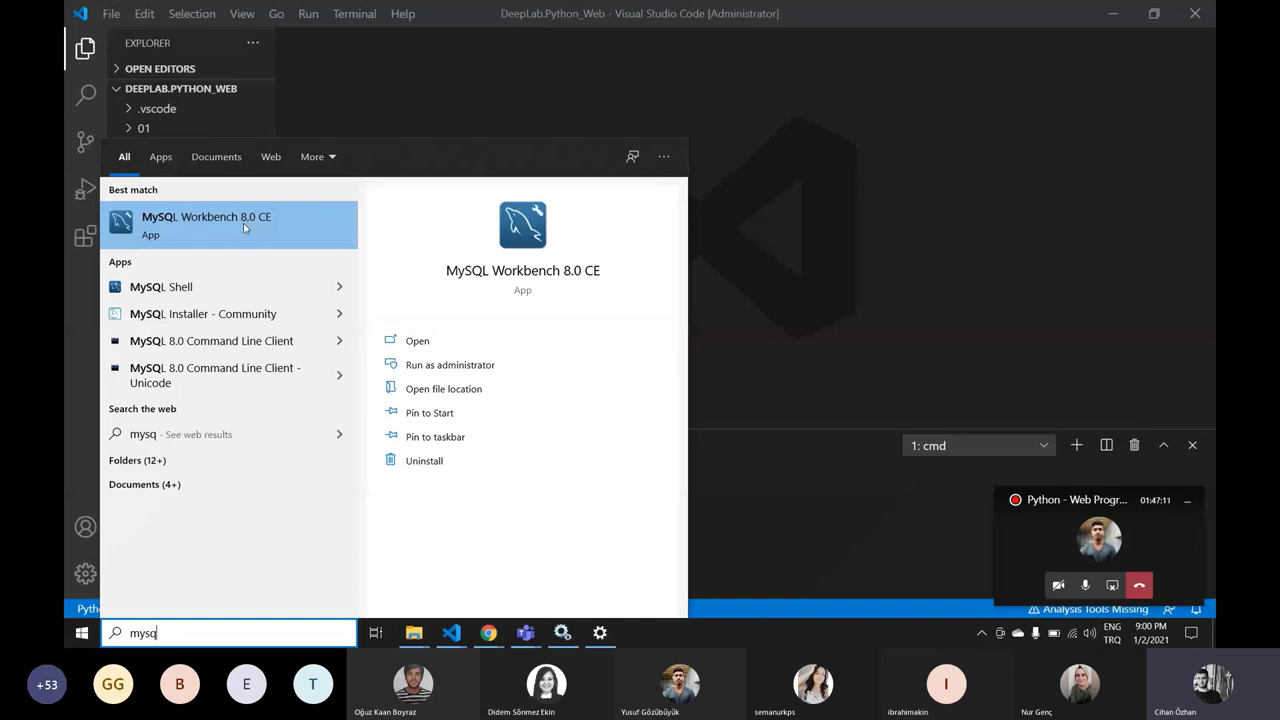 File Edit Selection View Go Run Terminal Help
DeepLab.Python_Web - Visual Studio Code [Administrator]
EXPLORER
OPEN EDITORS
DEEPLAB.PYTHON_WEB
.vscode
01
All Apps Documents Web More
Best match
MySQL Workbench 8.0 CE
App
Apps
MySQL Shell
MySQL Installer - Community
MySQL 8.0 Command Line Client
MySQL 8.0 Command Line Client -
Unicode
Search the web
mysq - See web results
Folders (12+)
Documents (4+)
MySQL Workbench 8.0 CE
App
Open
Run as administrator
Open file location
Pin to Start
Pin to taskbar
Uninstall
1: cmd
Python - Web Progr... 01:47:11
Pyth
Analysis Tools Missing
mysq
ENG
TRQ
9:00 PM
1/2/2021
+53
GG
B
E
T
I
Oğuz Kaan Boyraz
Didem Sönmez Ekin
Yusuf Gözübüyük
semanurkps
ibrahimakin
Nur Genç
Cihan Özhan